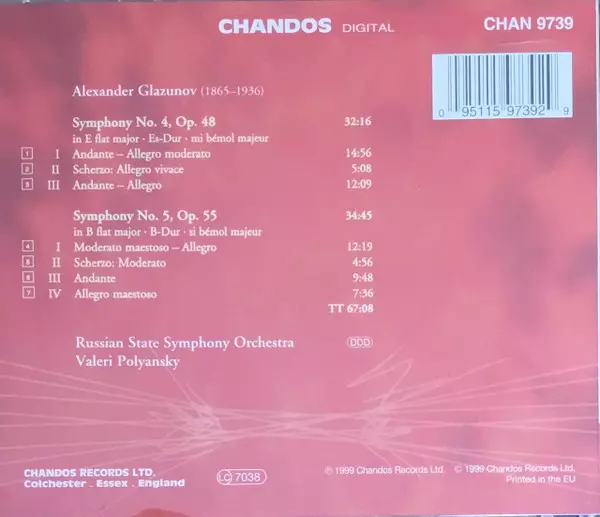 CHANDOS DIGITAL CHAN 9739
0 95115 97392 9
Alexander Glazunov (1865–1936)
Symphony No. 4, Op. 48 32:16
in E flat major · Es-Dur · mi bémol majeur
1 I Andante – Allegro moderato 14:56
2 II Scherzo: Allegro vivace 5:08
3 III Andante – Allegro 12:09
Symphony No. 5, Op. 55 34:45
in B flat major · B-Dur · si bémol majeur
4 I Moderato maestoso – Allegro 12:19
5 II Scherzo: Moderato 4:56
6 III Andante 9:48
7 IV Allegro maestoso 7:36
TT 67:08
Russian State Symphony Orchestra DDD
Valeri Polyansky
CHANDOS RECORDS LTD.
Colchester . Essex . England
LC 7038
℗ 1999 Chandos Records Ltd. © 1999 Chandos Records Ltd.
Printed in the EU